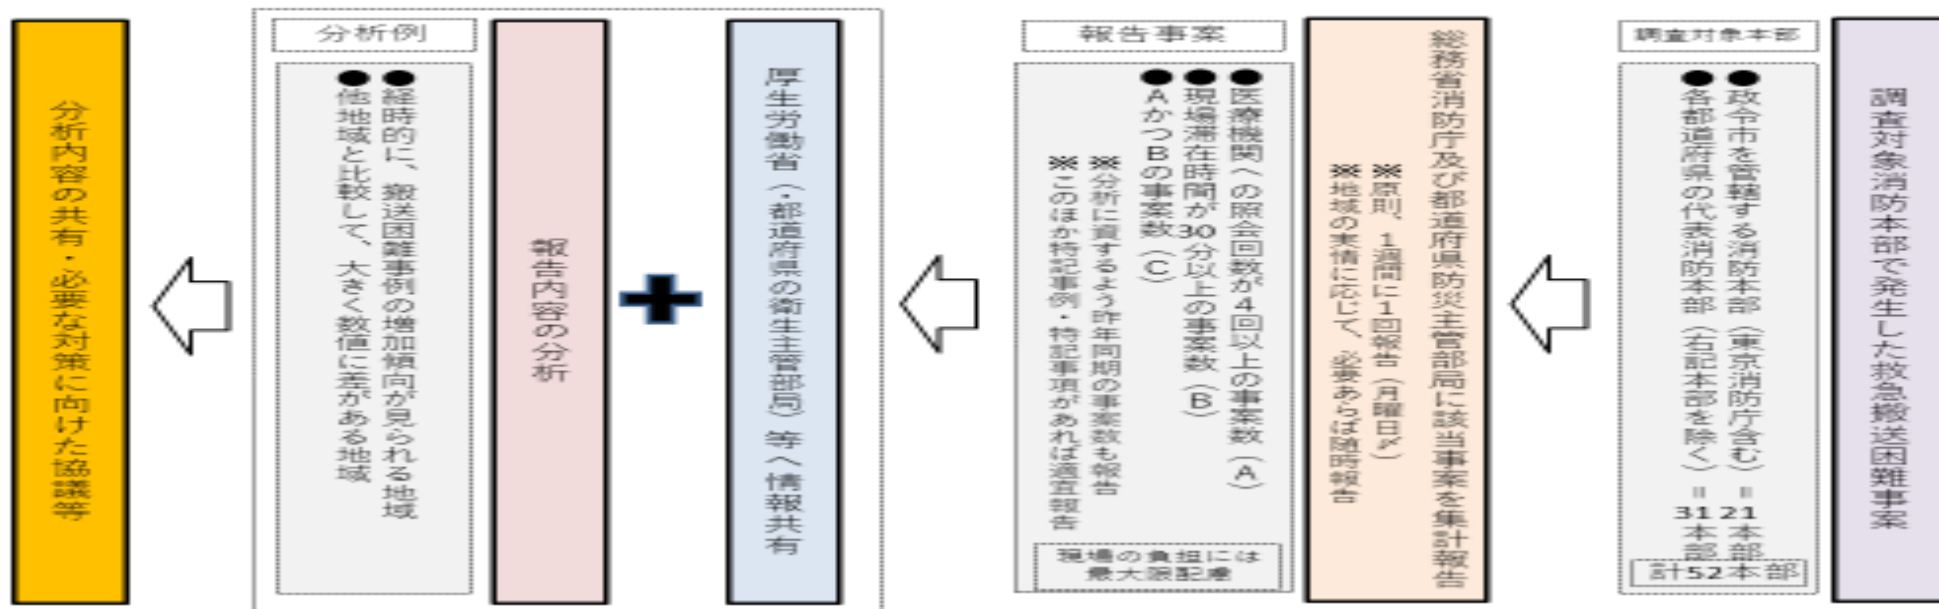 調査対象消防本部で発生した救急搬送困難事案
調査対象本部
●政令市を管轄する消防本部(東京消防庁含む)=21本部
●各都道府県の代表消防本部(右記本部を除く)=31本部
計52本部
総務省消防庁及び都道府県防災主管部局に該当事案を集計報告
※原則、1週間に1回報告(月曜日〆)
※地域の実情に応じて、必要あらば随時報告
報告事案
●医療機関への照会回数が4回以上の事案数(A)
●現場滞在時間が30分以上の事案数(B)
●AかつBの事案数(C)
※分析に資するよう昨年同期の事案数も報告
※このほか特記事例・特記事項があれば適宜報告
現場の負担には
最大限配慮
厚生労働省(・都道府県の衛生主管部局)等へ情報共有
報告内容の分析
分析例
●経時的に、搬送困難事例の増加傾向が見られる地域
●他地域と比較して、大きく数値に差がある地域
分析内容の共有・必要な対策に向けた協議等